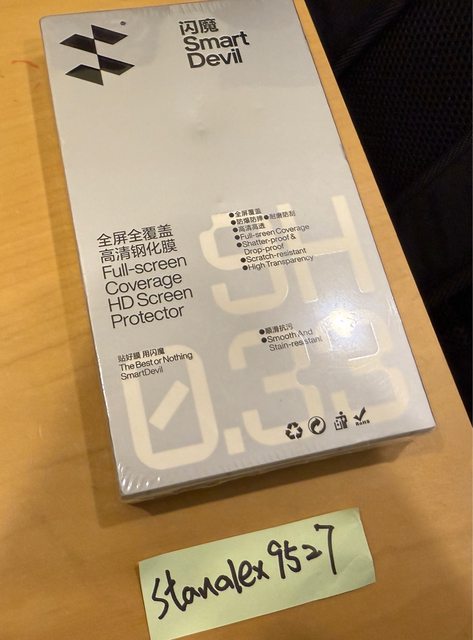 闪魔
Smart
Devil
全屏全覆盖
高清钢化膜
Full-screen
Coverage
HD Screen
Protector
●全屏覆盖
●防爆防摔●耐磨防刮
●高清高透
●Full-sreen Coverage
●Shatter-proof &
Drop-proof
●Scratch-resistant
●High Transparency
9H
●顺滑抗污
●Smooth And
Stain-resistant
贴好膜 用闪魔
The Best or Nothing
SmartDevil
0.33
RoHS
stanalex9527